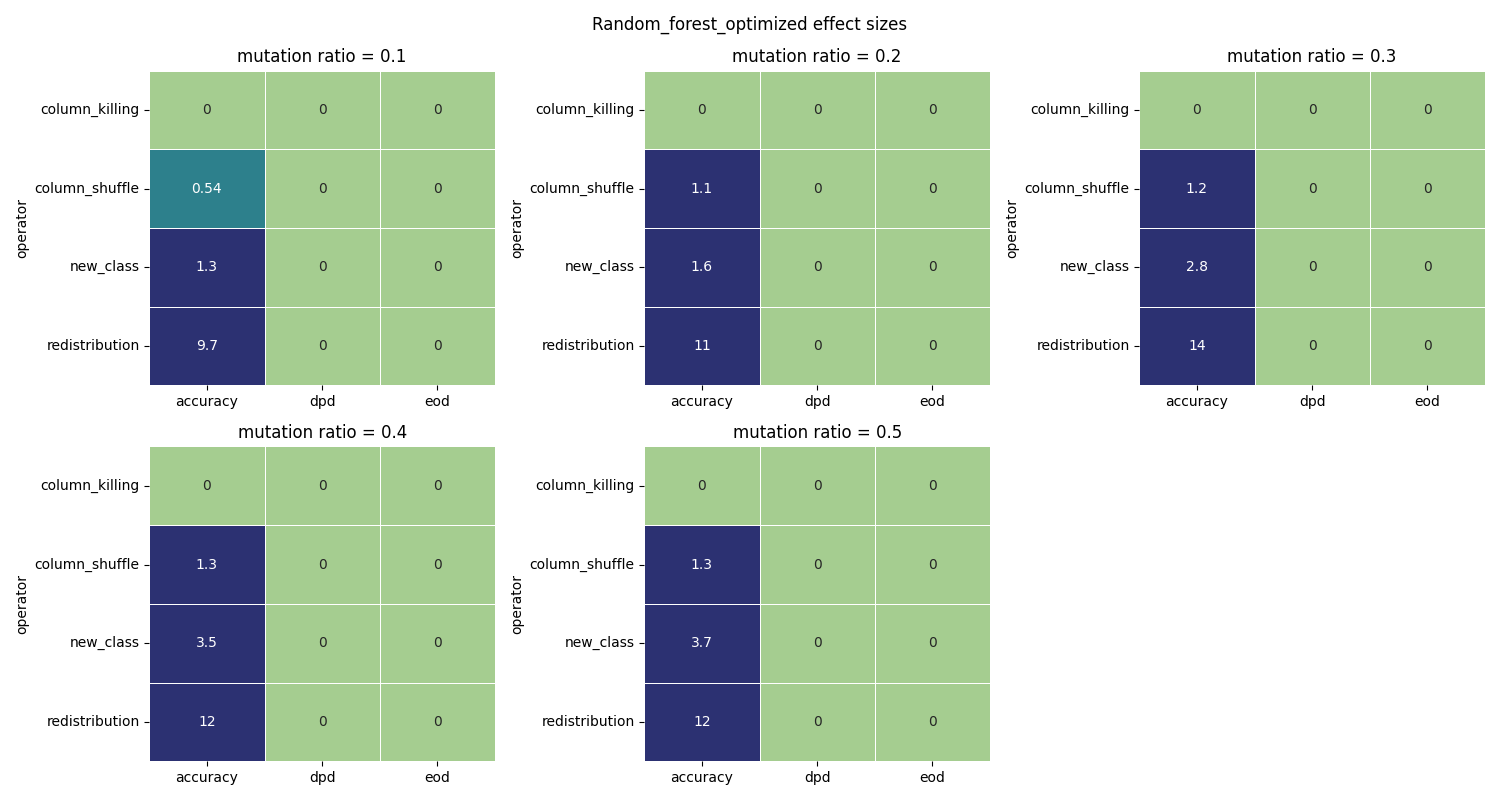 Random_forest_optimized effect sizes
mutation ratio = 0.1
column_killing 0 0 0
column_shuffle 0.54 0 0
new_class 1.3 0 0
redistribution 9.7 0 0
operator
accuracy dpd eod
mutation ratio = 0.2
column_killing 0 0 0
column_shuffle 1.1 0 0
new_class 1.6 0 0
redistribution 11 0 0
operator
accuracy dpd eod
mutation ratio = 0.3
column_killing 0 0 0
column_shuffle 1.2 0 0
new_class 2.8 0 0
redistribution 14 0 0
operator
accuracy dpd eod
mutation ratio = 0.4
column_killing 0 0 0
column_shuffle 1.3 0 0
new_class 3.5 0 0
redistribution 12 0 0
operator
accuracy dpd eod
mutation ratio = 0.5
column_killing 0 0 0
column_shuffle 1.3 0 0
new_class 3.7 0 0
redistribution 12 0 0
operator
accuracy dpd eod